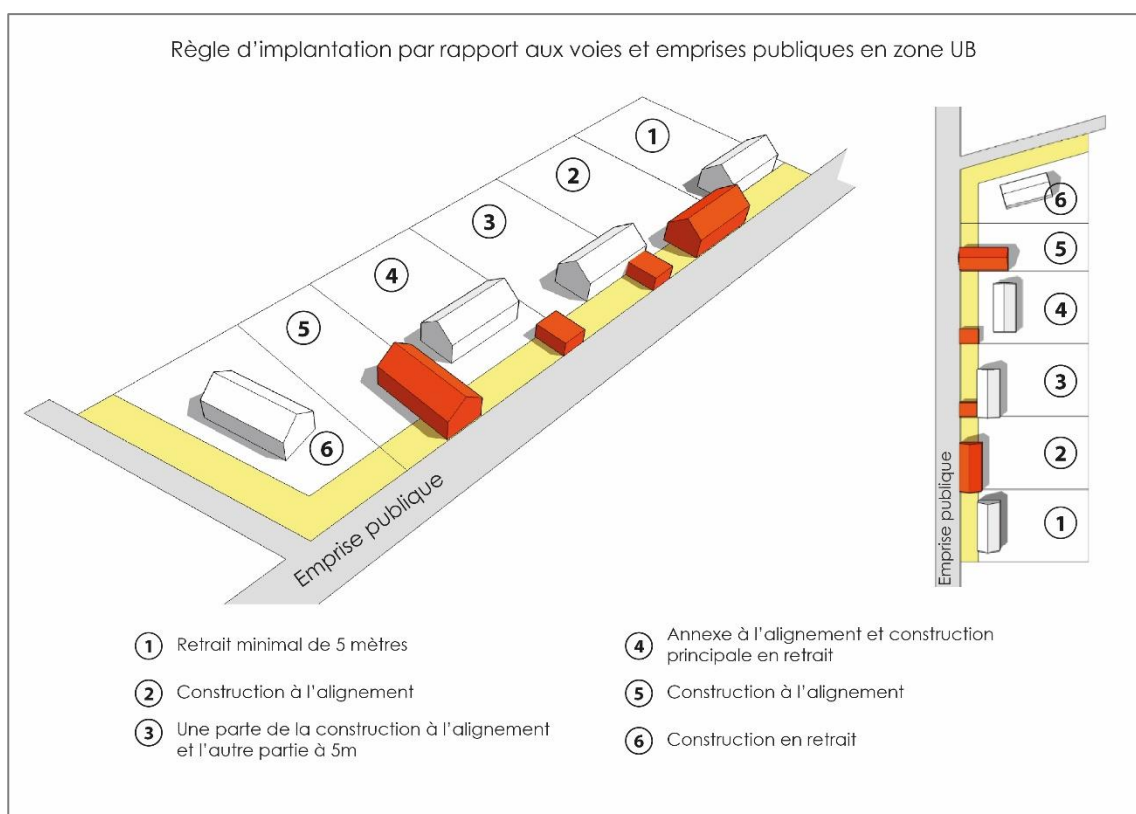 Règle d'implantation par rapport aux voies et emprises publiques en zone UB
1
2
3
4
5
6
Emprise publique
6
5
4
3
2
1
Emprise publique
1 Retrait minimal de 5 mètres
2 Construction à l'alignement
3 Une parte de la construction à l'alignement
et l'autre partie à 5m
4 Annexe à l'alignement et construction
principale en retrait
5 Construction à l'alignement
6 Construction en retrait